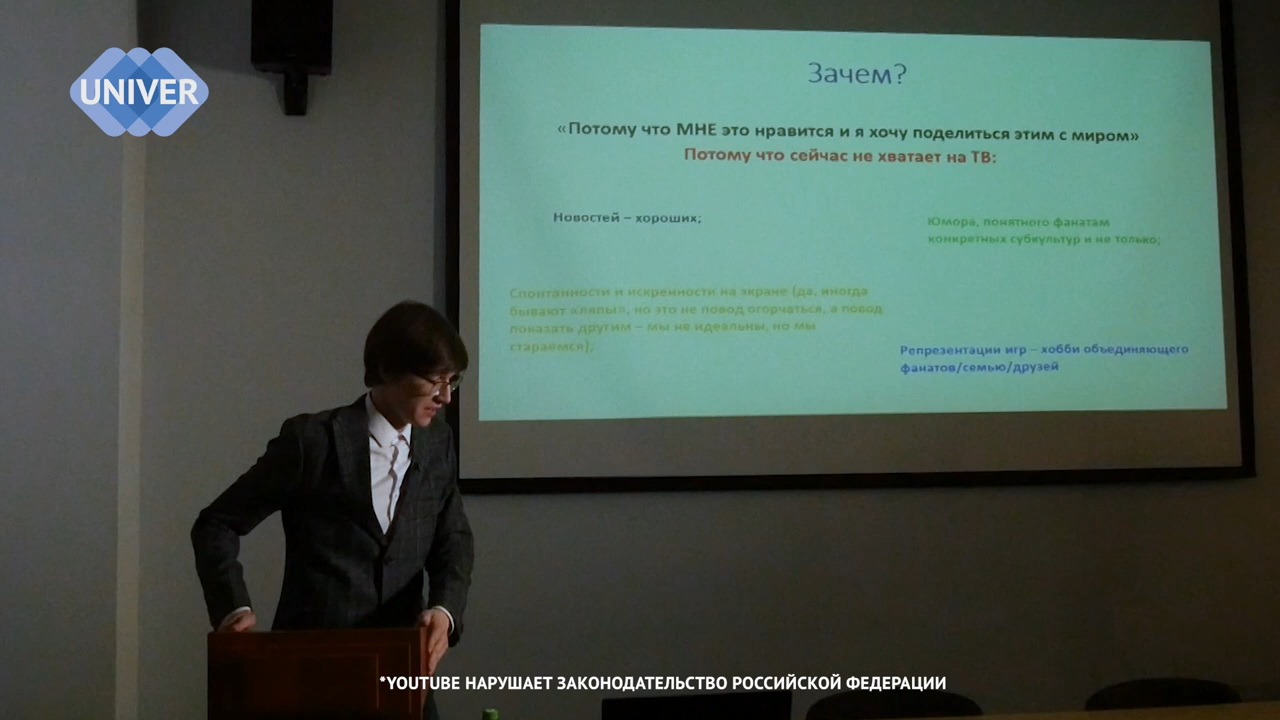 UNIVER
Зачем?
«Потому что МНЕ это нравится и я хочу поделиться этим с миром»
Потому что сейчас не хватает на ТВ:
Новостей – хороших;
Юмора, понятного фанатам
конкретных субкультур и не только;
Спонтанности и искренности на экране (да, иногда
бывают «ляпы», но это не повод огорчаться, а повод
показать другим – мы не идеальны, но мы
стараемся);
Репрезентации игр – хобби объединяющего
фанатов/семью/друзей
*YOUTUBE НАРУШАЕТ ЗАКОНОДАТЕЛЬСТВО РОССИЙСКОЙ ФЕДЕРАЦИИ